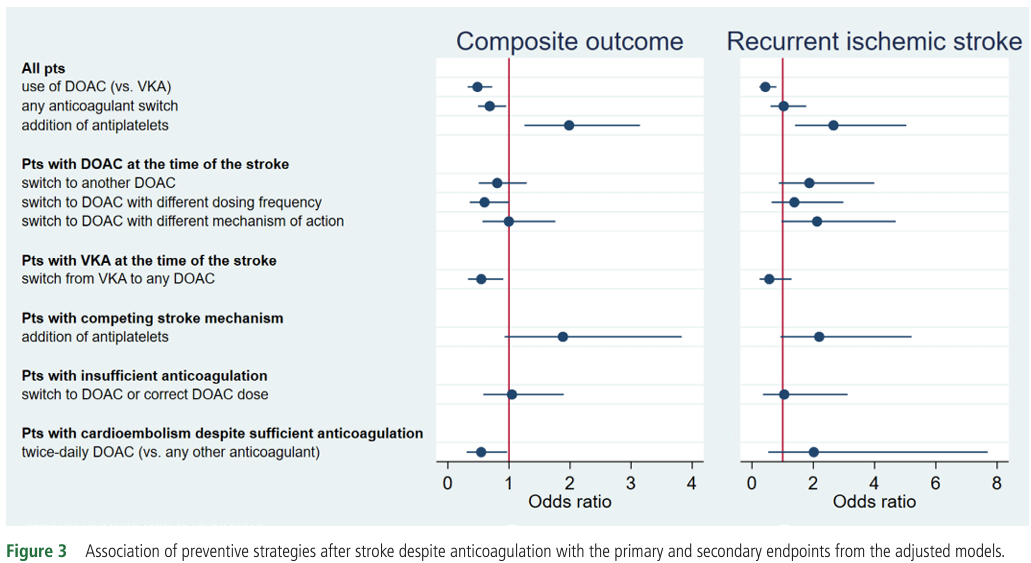 Composite outcome
Recurrent ischemic stroke
All pts
use of DOAC (vs. VKA)
any anticoagulant switch
addition of antiplatelets
Pts with DOAC at the time of the stroke
switch to another DOAC
switch to DOAC with different dosing frequency
switch to DOAC with different mechanism of action
Pts with VKA at the time of the stroke
switch from VKA to any DOAC
Pts with competing stroke mechanism
addition of antiplatelets
Pts with insufficient anticoagulation
switch to DOAC or correct DOAC dose
Pts with cardioembolism despite sufficient anticoagulation
twice-daily DOAC (vs. any other anticoagulant)
0 1 2 3 4
Odds ratio
0 2 4 6 8
Odds ratio
Figure 3 Association of preventive strategies after stroke despite anticoagulation with the primary and secondary endpoints from the adjusted models.